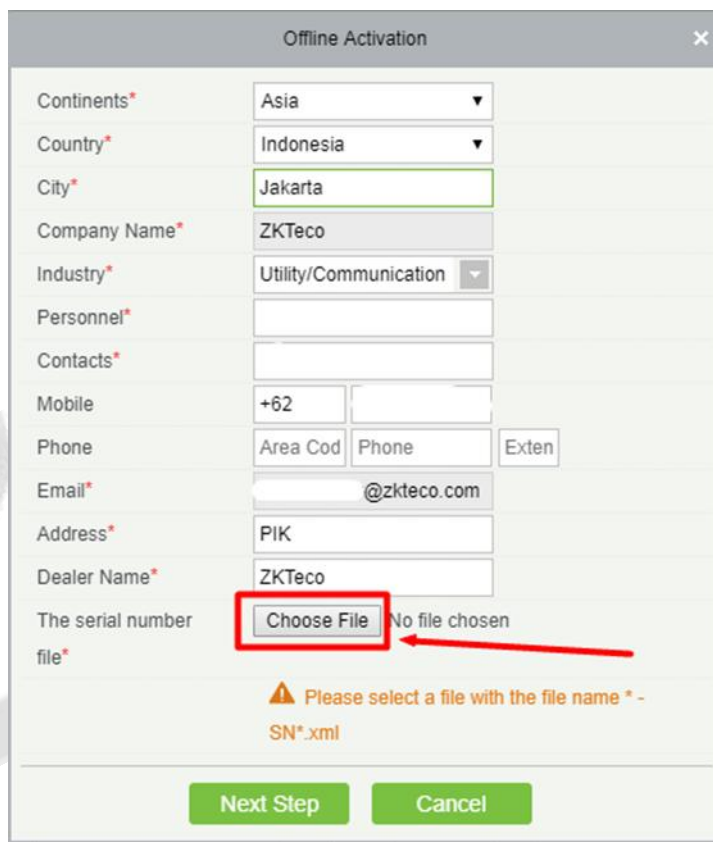 Offline Activation ×
Continents* Asia
Country* Indonesia
City* Jakarta
Company Name* ZKTeco
Industry* Utility/Communication
Personnel*
Contacts*
Mobile +62
Phone Area Cod Phone Exten
Email* @zkteco.com
Address* PIK
Dealer Name* ZKTeco
The serial number Choose File No file chosen
file*
Please select a file with the file name * -
SN*.xml
Next Step Cancel